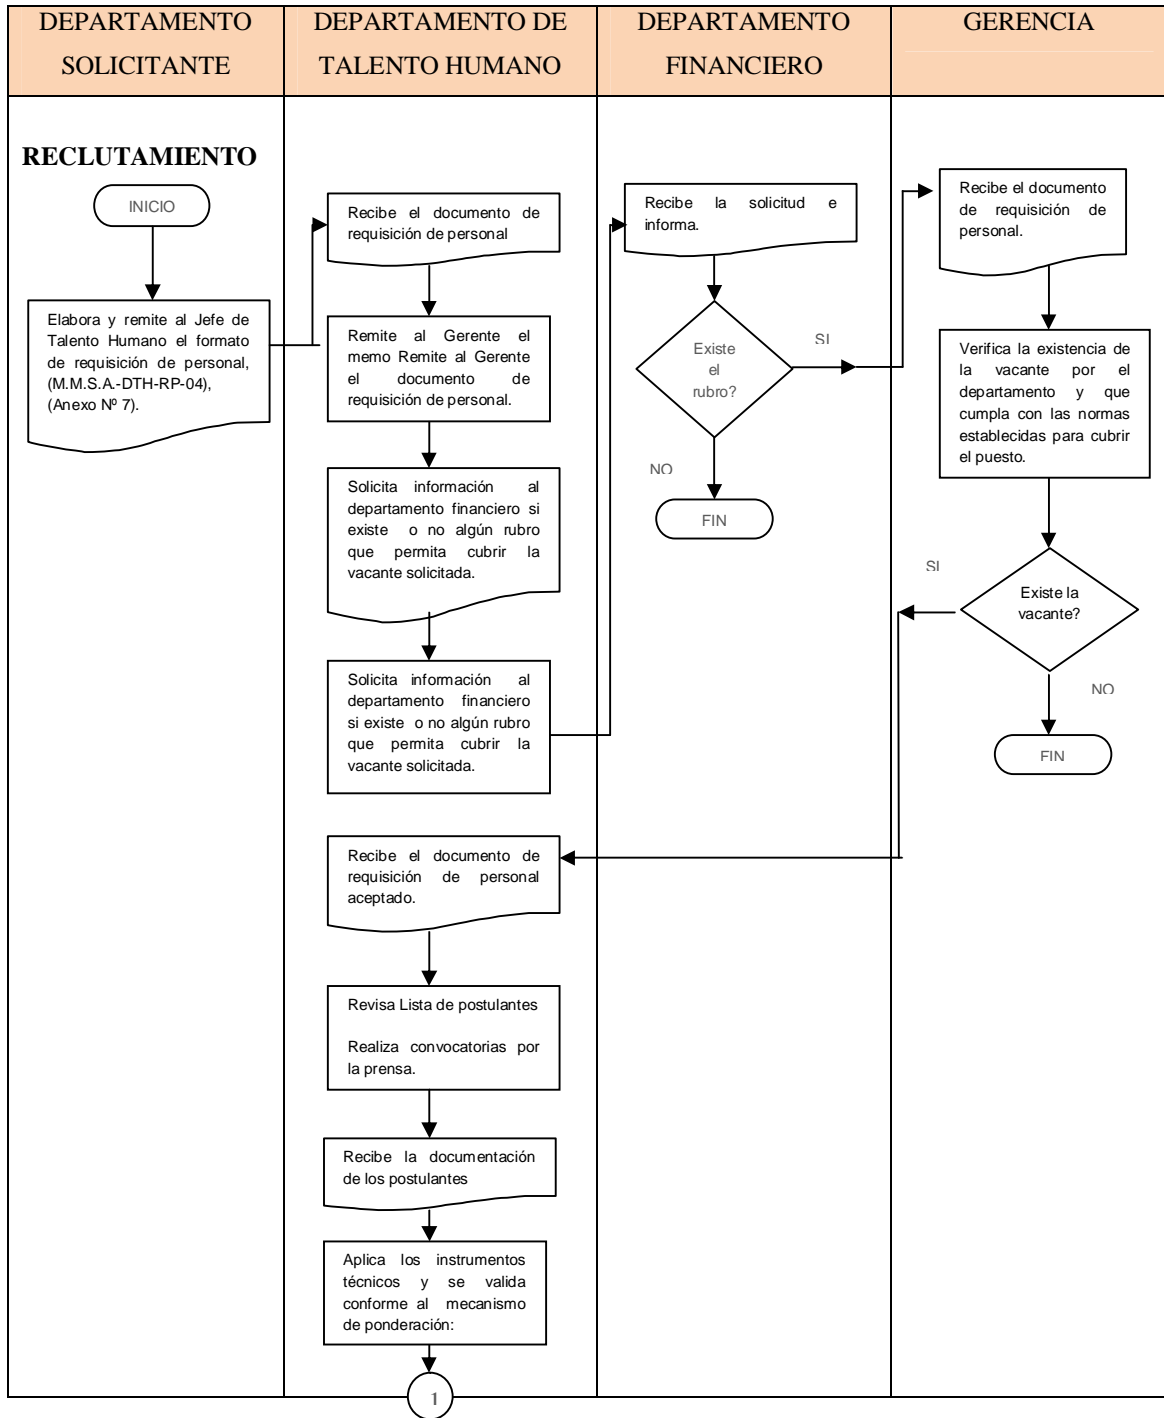 DEPARTAMENTO
SOLICITANTE
DEPARTAMENTO DE
TALENTO HUMANO
DEPARTAMENTO
FINANCIERO
GERENCIA
RECLUTAMIENTO
INICIO
Elabora y remite al Jefe de
Talento Humano el formato
de requisición de personal,
(M.M.S.A.-DTH-RP-04),
(Anexo Nº 7).
Recibe el documento de
requisición de personal
Remite al Gerente el
memo Remite al Gerente
el documento de
requisición de personal.
Solicita información al
departamento financiero si
existe o no algún rubro
que permita cubrir la
vacante solicitada.
Solicita información al
departamento financiero
si existe o no algún rubro
que permita cubrir la
vacante solicitada.
Recibe la solicitud e
informa.
Existe
el
rubro?
SI
NO
FIN
Recibe el documento
de requisición de
personal.
Verifica la existencia de
la vacante por el
departamento y que
cumpla con las normas
establecidas para cubrir
el puesto.
Existe la
vacante?
SI
NO
FIN
Recibe el documento de
requisición de personal
aceptado.
Revisa Lista de postulantes
Realiza convocatorias por
la prensa.
Recibe la documentación
de los postulantes
Aplica los instrumentos
técnicos y se valida
conforme al mecanismo
de ponderación:
1